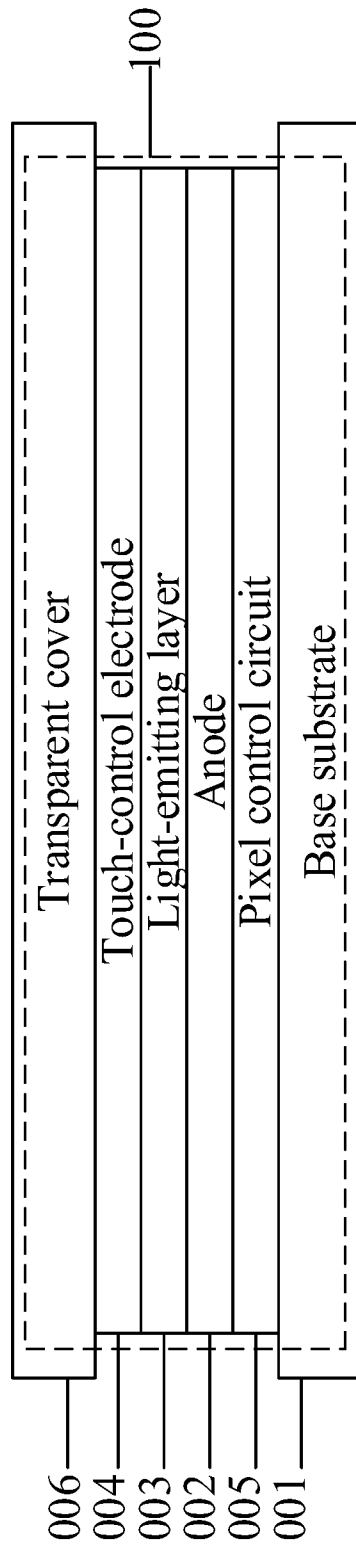 100
Transparent cover
Touch-control electrode
Light-emitting layer
Anode
Pixel control circuit
Base substrate
006
004
003
002
005
001